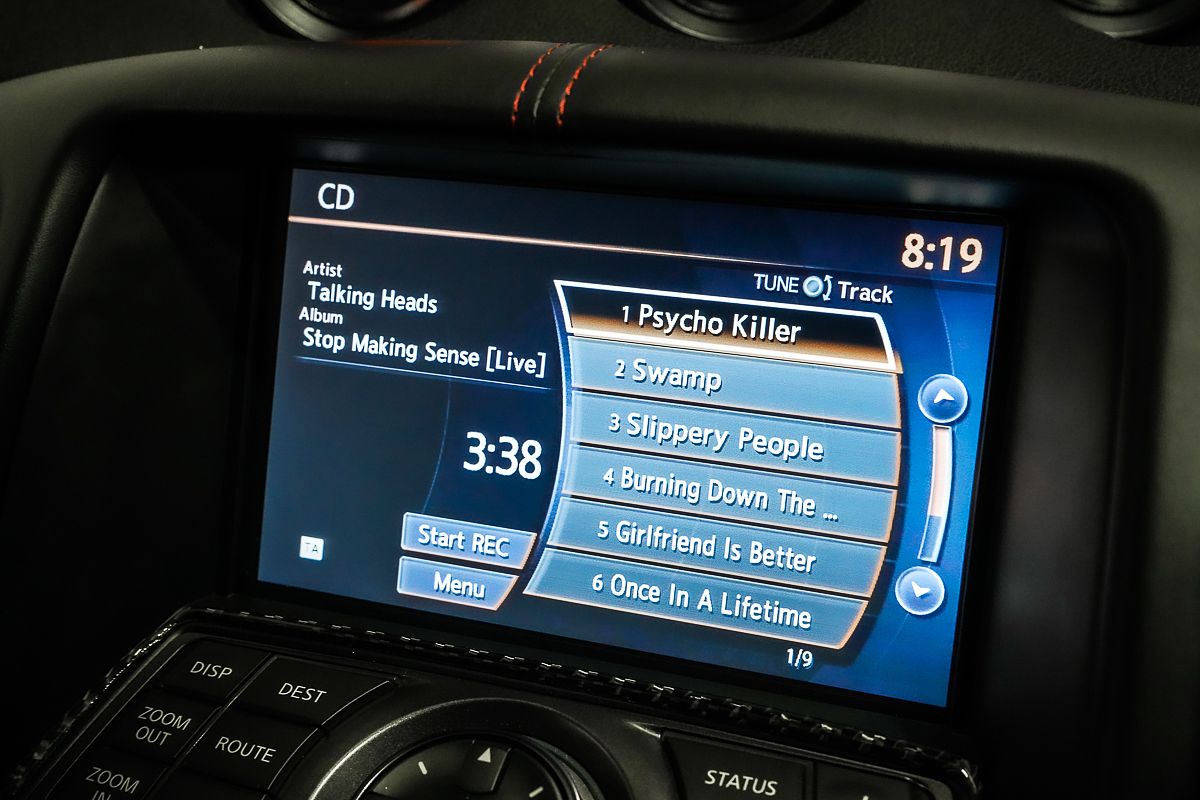 CD
8:19
Artist
Talking Heads
Album
Stop Making Sense [Live]
TUNE Track
1 Psycho Killer
2 Swamp
3 Slippery People
4 Burning Down The ...
5 Girlfriend Is Better
6 Once In A Lifetime
3:38
TA
Start REC
Menu
1/9
DISP
DEST
ZOOM
OUT
ROUTE
ZOOM
IN
STATUS